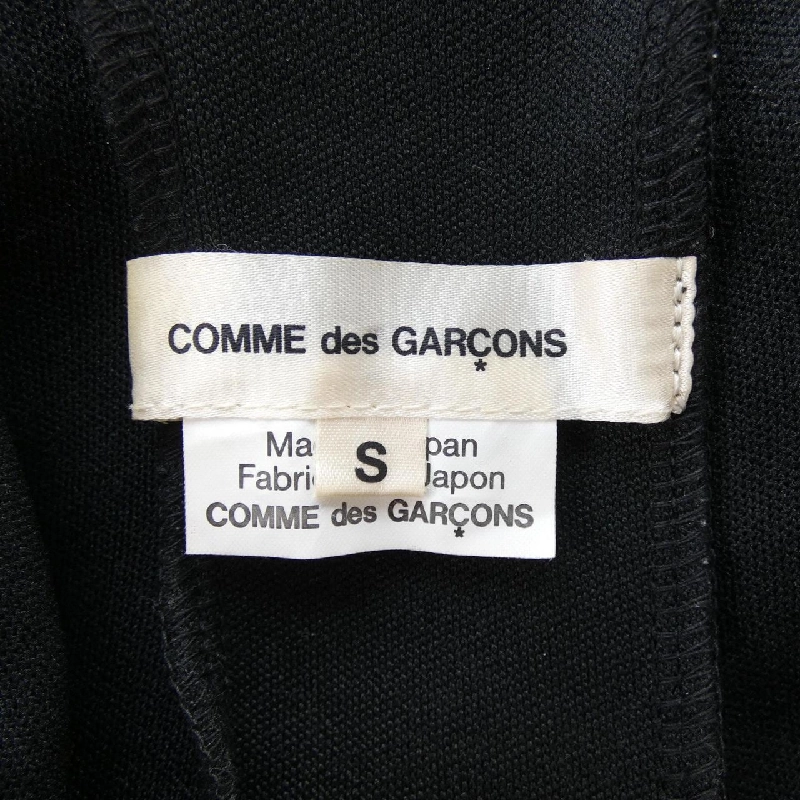 COMME des GARÇONS
*
Ma pan
S
Fabri Japon
COMME des GARÇONS
*